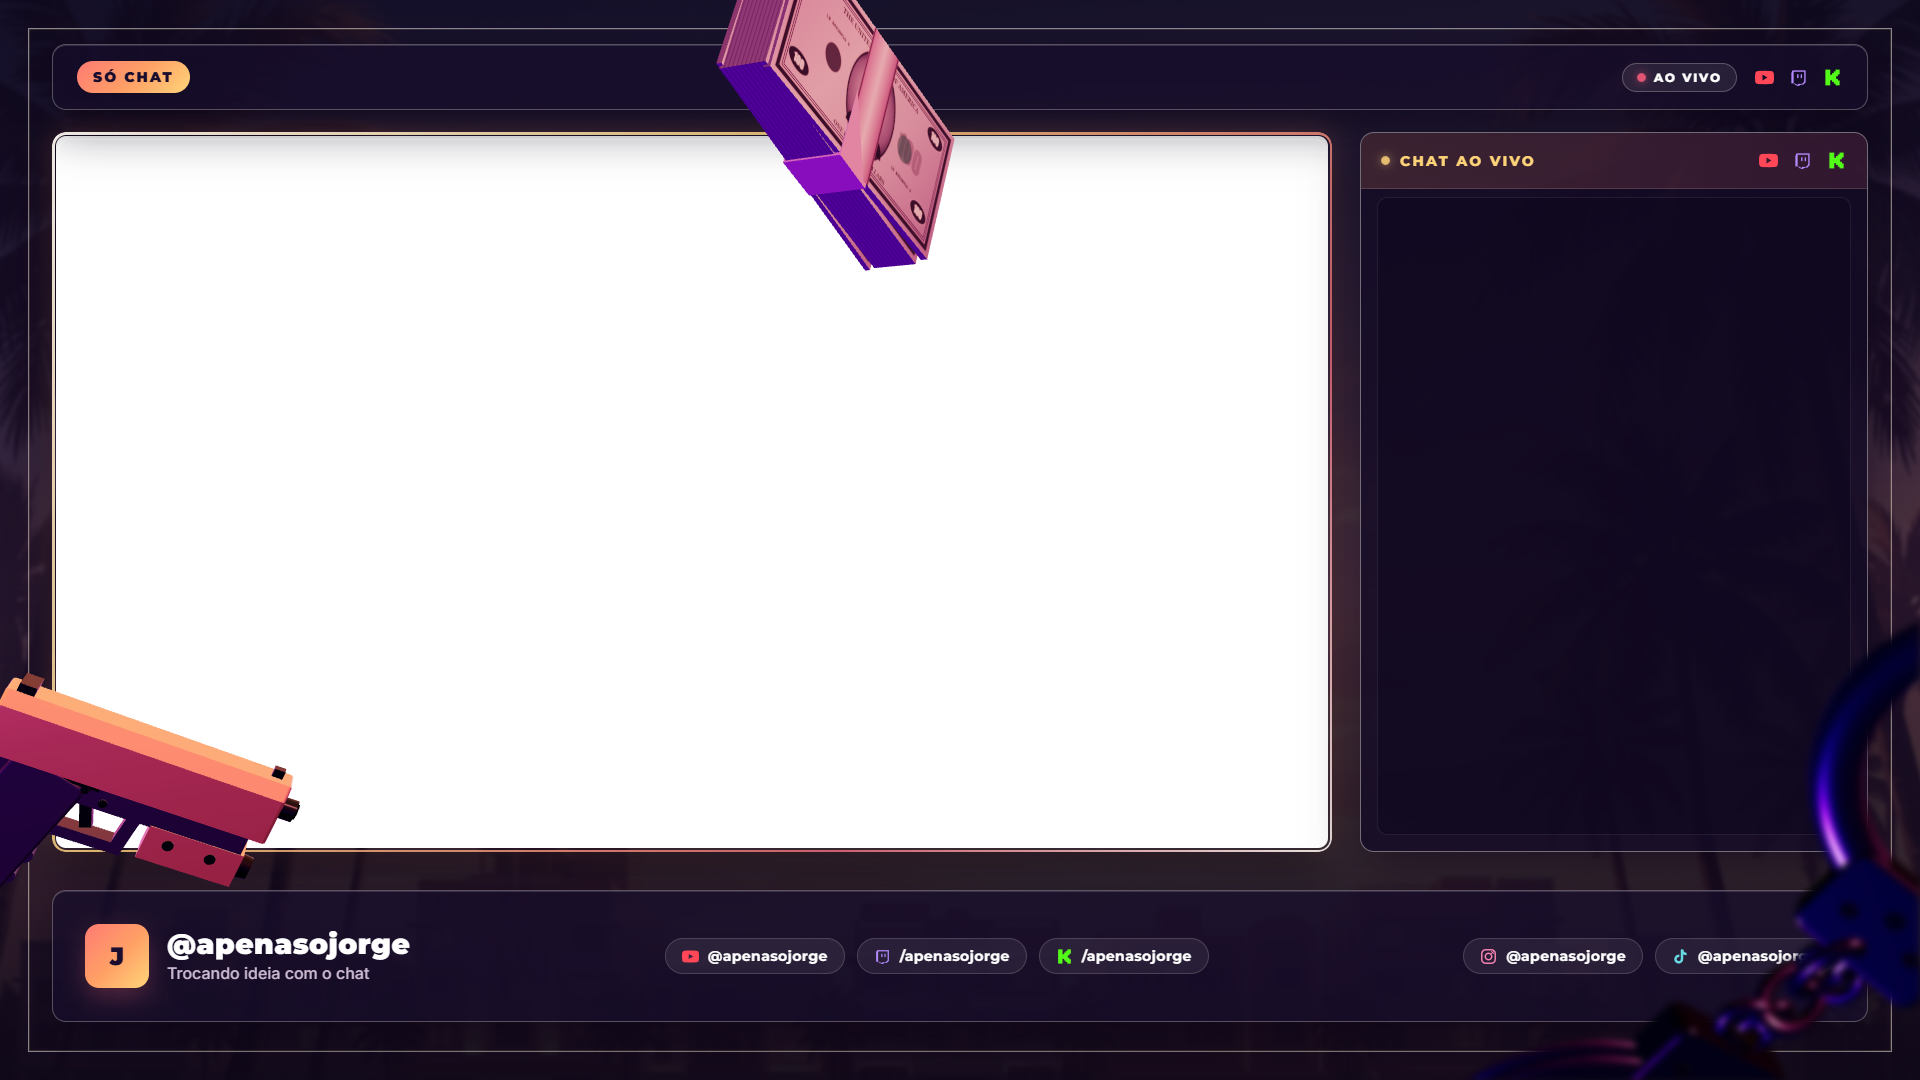 SÓ CHAT
AO VIVO
CHAT AO VIVO
J
@apenasojorge
Trocando ideia com o chat
@apenasojorge
/apenasojorge
/apenasojorge
@apenasojorge